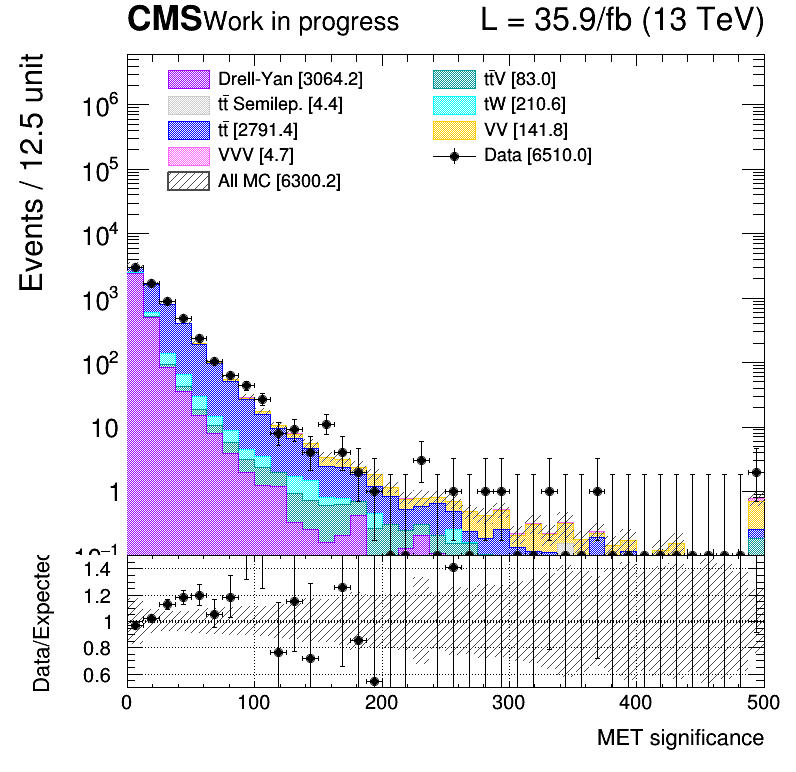 CMS Work in progress L = 35.9/fb (13 TeV)
Events / 12.5 unit
Drell-Yan [3064.2]
tt̄ Semilep. [4.4]
tt̄ [2791.4]
VVV [4.7]
All MC [6300.2]
tt̄V [83.0]
tW [210.6]
VV [141.8]
Data [6510.0]
10⁶
10⁵
10⁴
10³
10²
10
1
10⁻¹
Data/Expected
1.4
1.2
1
0.8
0.6
0 100 200 300 400 500
MET significance